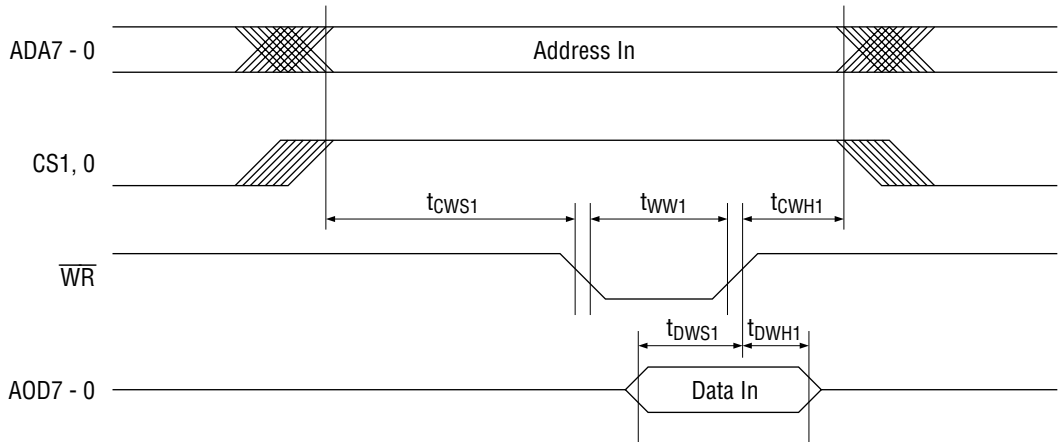 ADA7 - 0
Address In
CS1, 0
tCWS1
tWW1
tCWH1
WR
tDWS1
tDWH1
AOD7 - 0
Data In